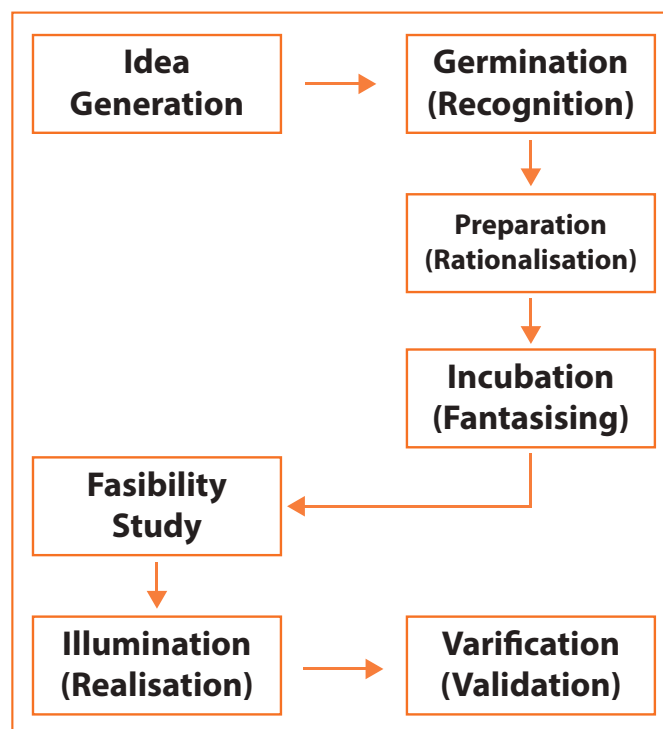 Idea
Generation
Germination
(Recognition)
Preparation
(Rationalisation)
Incubation
(Fantasising)
Fasibility
Study
Illumination
(Realisation)
Varification
(Validation)